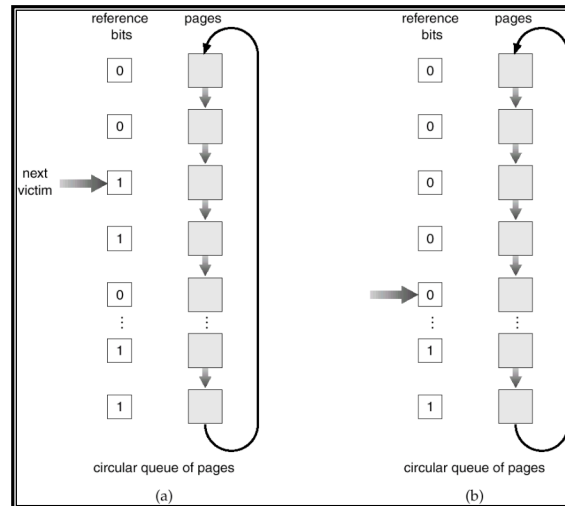 reference pages
bits
0
0
next
victim
1
1
0
1
1
circular queue of pages
(a)
reference pages
bits
0
0
0
0
0
1
1
circular queue of pages
(b)